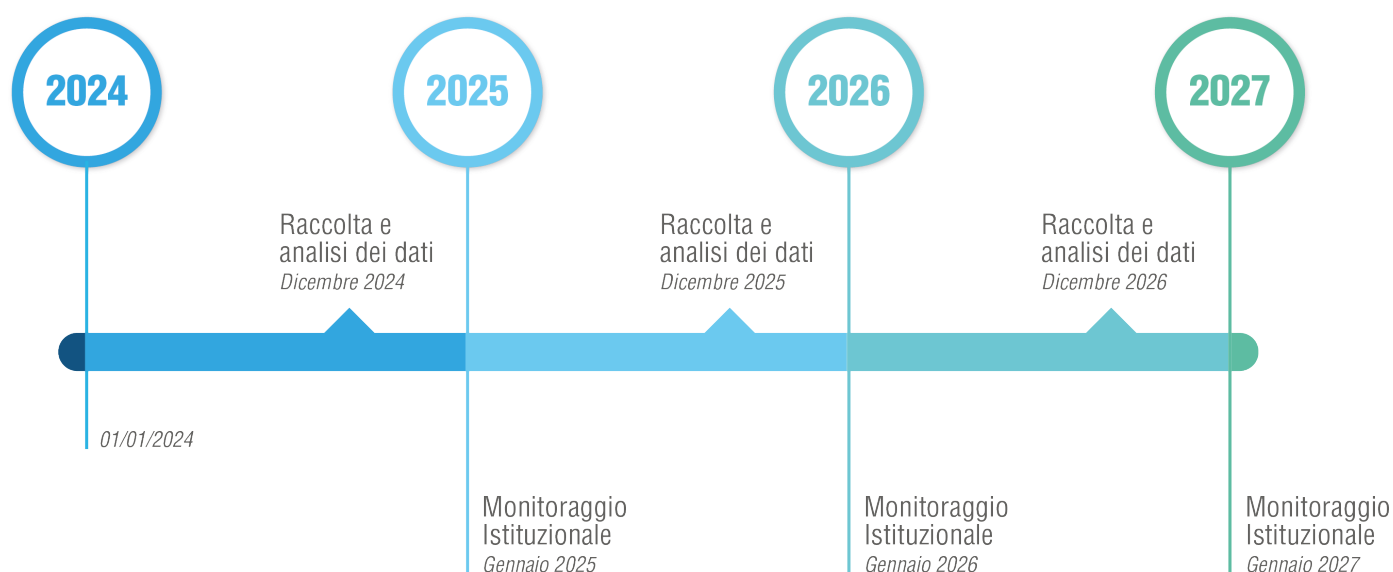 2024
2025
2026
2027
Raccolta e
analisi dei dati
Dicembre 2024
Raccolta e
analisi dei dati
Dicembre 2025
Raccolta e
analisi dei dati
Dicembre 2026
01/01/2024
Monitoraggio
Istituzionale
Gennaio 2025
Monitoraggio
Istituzionale
Gennaio 2026
Monitoraggio
Istituzionale
Gennaio 2027